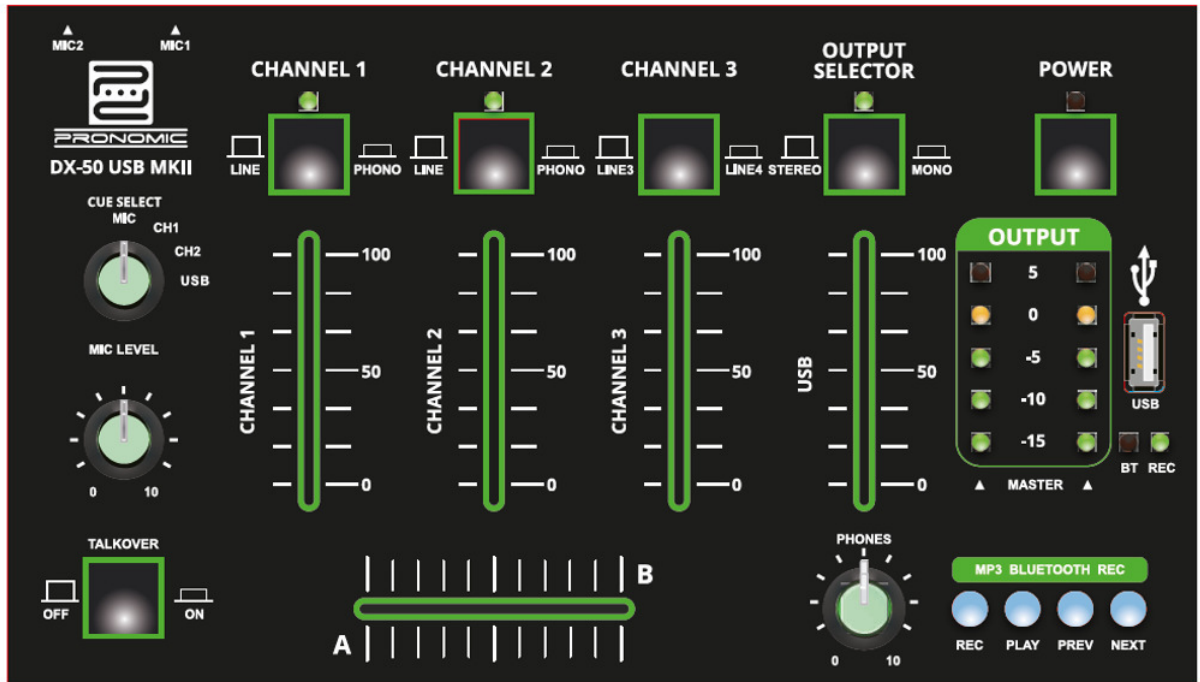 MIC2 MIC1
PRONOMIC
DX-50 USB MKII
CHANNEL 1
LINE PHONO
CHANNEL 2
LINE PHONO
CHANNEL 3
LINE3 LINE4
OUTPUT
SELECTOR
STEREO MONO
POWER
CUE SELECT
MIC
CH1
CH2
USB
MIC LEVEL
0 10
CHANNEL 1
100
50
0
CHANNEL 2
100
50
0
CHANNEL 3
100
50
0
USB
100
50
0
OUTPUT
5
0
-5
-10
-15
MASTER
USB
BT REC
TALKOVER
OFF ON
A B
PHONES
0 10
MP3 BLUETOOTH REC
REC PLAY PREV NEXT